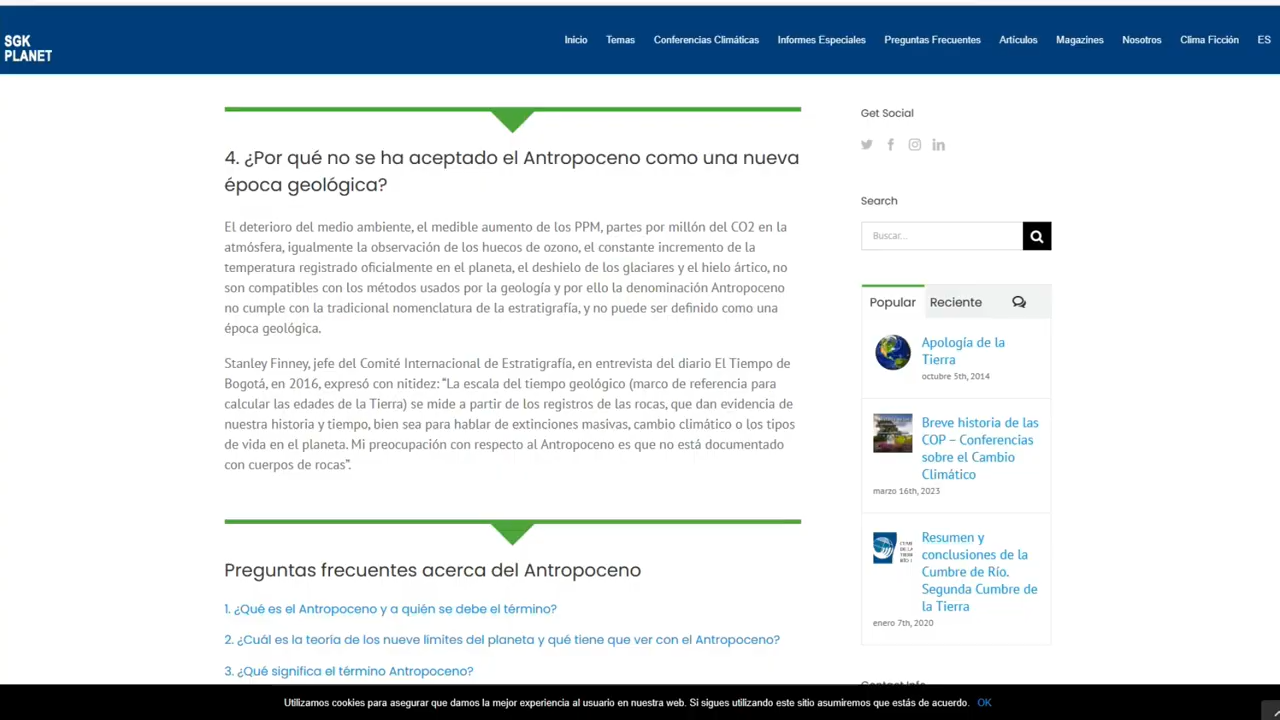 SGK
PLANET
Inicio
Temas
Conferencias Climáticas
Informes Especiales
Preguntas Frecuentes
Artículos
Magazines
Nosotros
Clima Ficción
ES
4. ¿Por qué no se ha aceptado el Antropoceno como una nueva
época geológica?
El deterioro del medio ambiente, el medible aumento de los PPM, partes por millón del CO2 en la
atmósfera, igualmente la observación de los huecos de ozono, el constante incremento de la
temperatura registrado oficialmente en el planeta, el deshielo de los glaciares y el hielo ártico, no
son compatibles con los métodos usados por la geología y por ello la denominación Antropoceno
no cumple con la tradicional nomenclatura de la estratigrafía, y no puede ser definido como una
época geológica.
Stanley Finney, jefe del Comité Internacional de Estratigrafía, en entrevista del diario El Tiempo de
Bogotá, en 2016, expresó con nitidez: “La escala del tiempo geológico (marco de referencia para
calcular las edades de la Tierra) se mide a partir de los registros de las rocas, que dan evidencia de
nuestra historia y tiempo, bien sea para hablar de extinciones masivas, cambio climático o los tipos
de vida en el planeta. Mi preocupación con respecto al Antropoceno es que no está documentado
con cuerpos de rocas”.
Preguntas frecuentes acerca del Antropoceno
1. ¿Qué es el Antropoceno y a quién se debe el término?
2. ¿Cuál es la teoría de los nueve límites del planeta y qué tiene que ver con el Antropoceno?
3. ¿Qué significa el término Antropoceno?
Get Social
Search
Buscar...
Popular
Reciente
Apología de la
Tierra
octubre 5th, 2014
Breve historia de las
COP – Conferencias
sobre el Cambio
Climático
marzo 16th, 2023
Resumen y
conclusiones de la
Cumbre de Río.
Segunda Cumbre de
la Tierra
enero 7th, 2020
Contact Info
Utilizamos cookies para asegurar que damos la mejor experiencia al usuario en nuestra web. Si sigues utilizando este sitio asumiremos que estás de acuerdo. OK